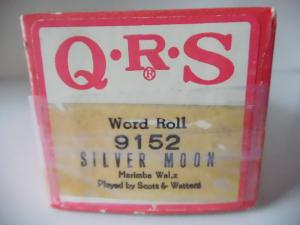 Q·R·S
®
Word Roll
9152
SILVER MOON
Marimba Waltz
Played by Scott & Watters